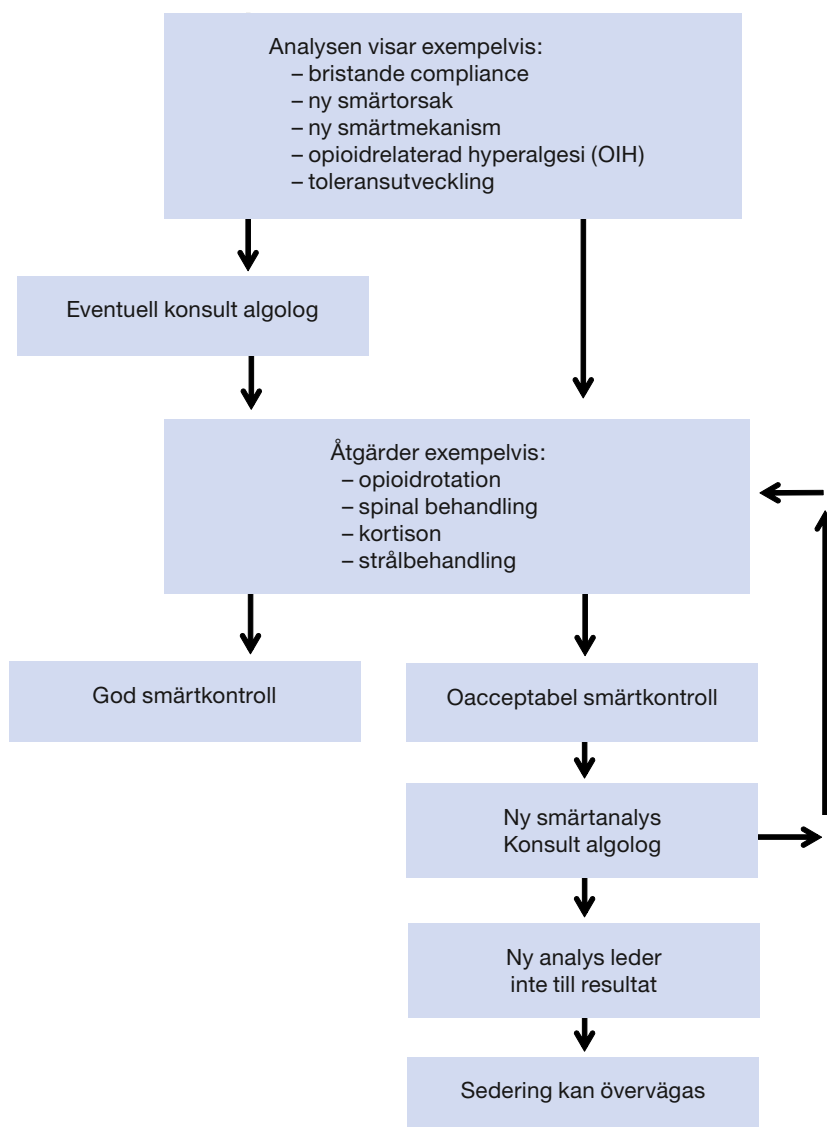 Analysen visar exempelvis:
– bristande compliance
– ny smärtorsak
– ny smärtmekanism
– opioidrelaterad hyperalgesi (OIH)
– toleransutveckling
Eventuell konsult algolog
Åtgärder exempelvis:
– opioidrotation
– spinal behandling
– kortison
– strålbehandling
God smärtkontroll
Oacceptabel smärtkontroll
Ny smärtanalys
Konsult algolog
Ny analys leder
inte till resultat
Sedering kan övervägas